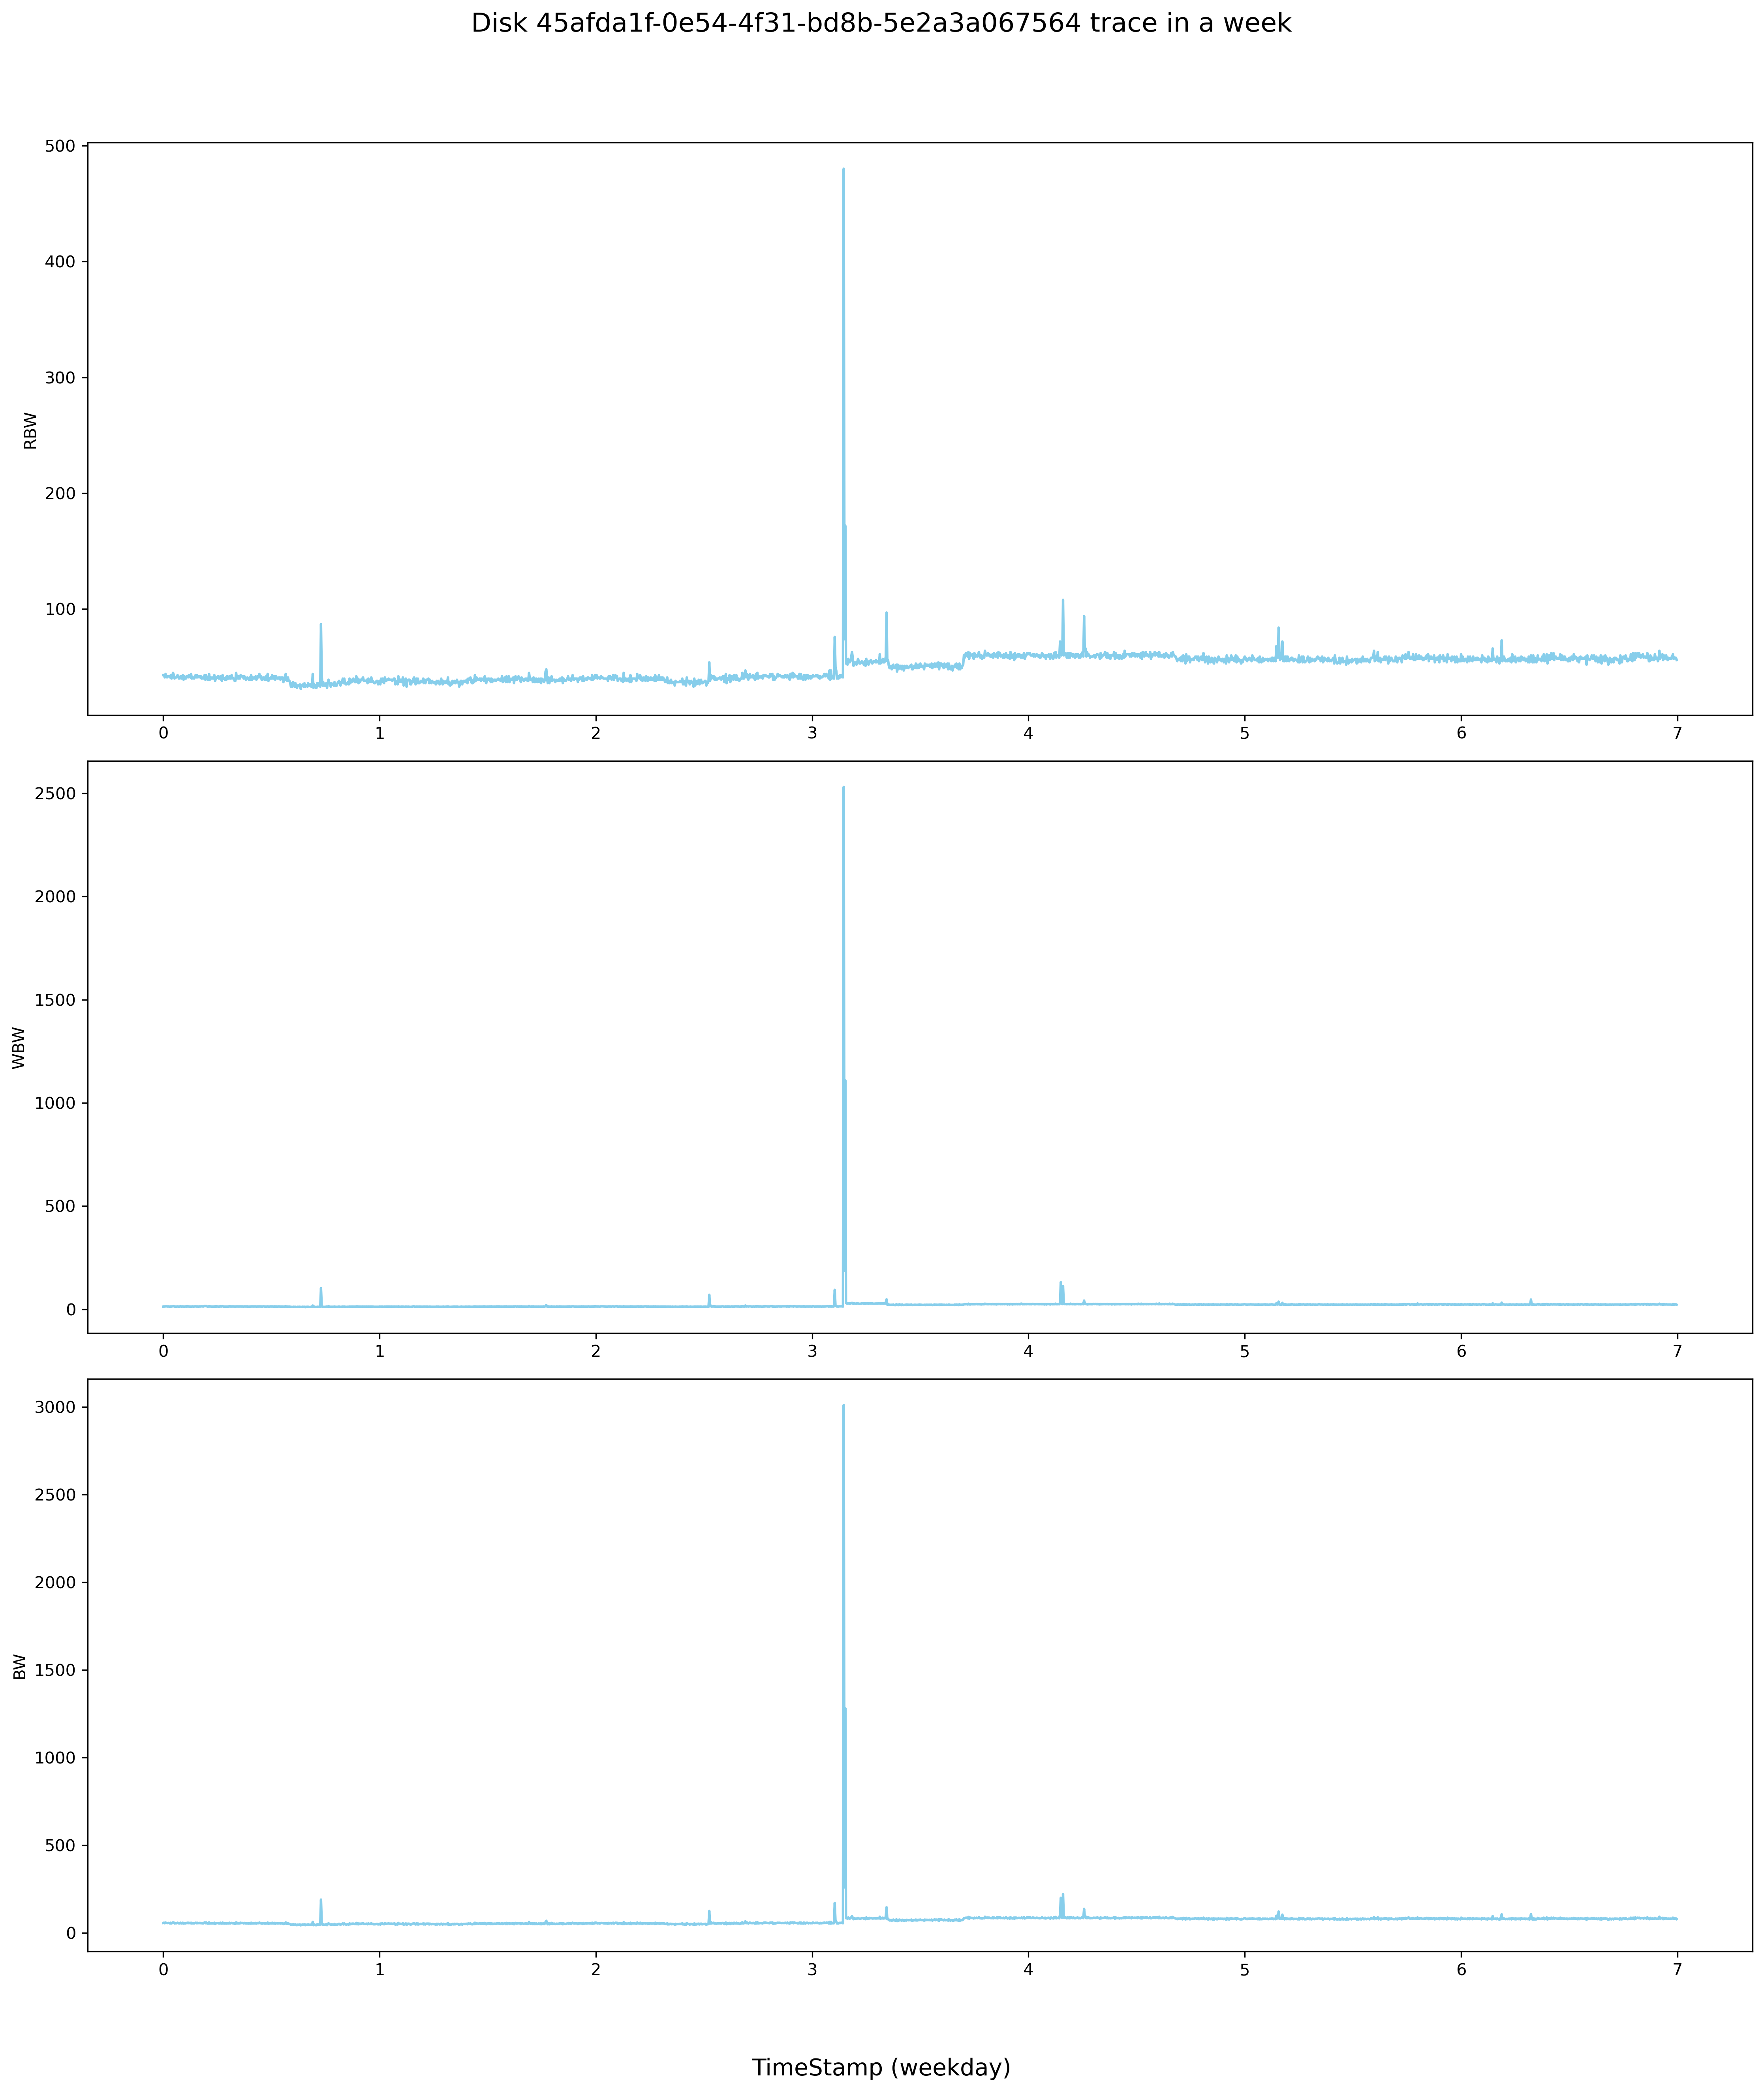 Disk 45afda1f-0e54-4f31-bd8b-5e2a3a067564 trace in a week
500
400
300
200
100
RBW
0 1 2 3 4 5 6 7
2500
2000
1500
1000
500
0
WBW
0 1 2 3 4 5 6 7
3000
2500
2000
1500
1000
500
0
BW
0 1 2 3 4 5 6 7
TimeStamp (weekday)